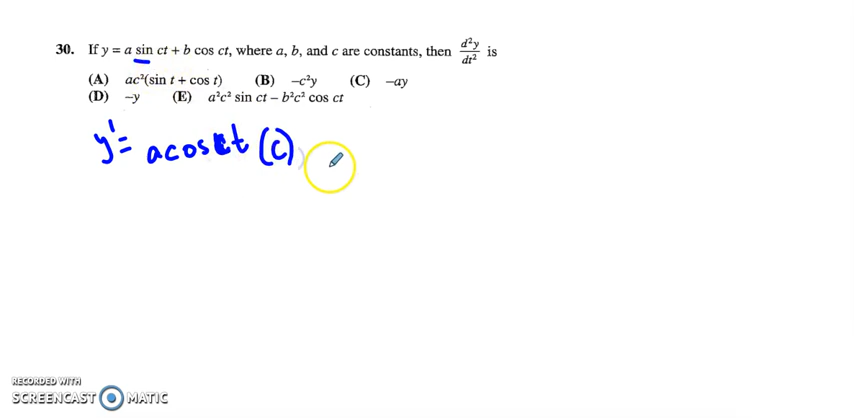 30. If y = a sin ct + b cos ct, where a, b, and c are constants, then d²y/dt² is
(A) ac²(sin t + cos t) (B) −c²y (C) −ay
(D) −y (E) a²c² sin ct − b²c² cos ct
y' = a cos ct (c)
RECORDED WITH
SCREENCAST MATIC